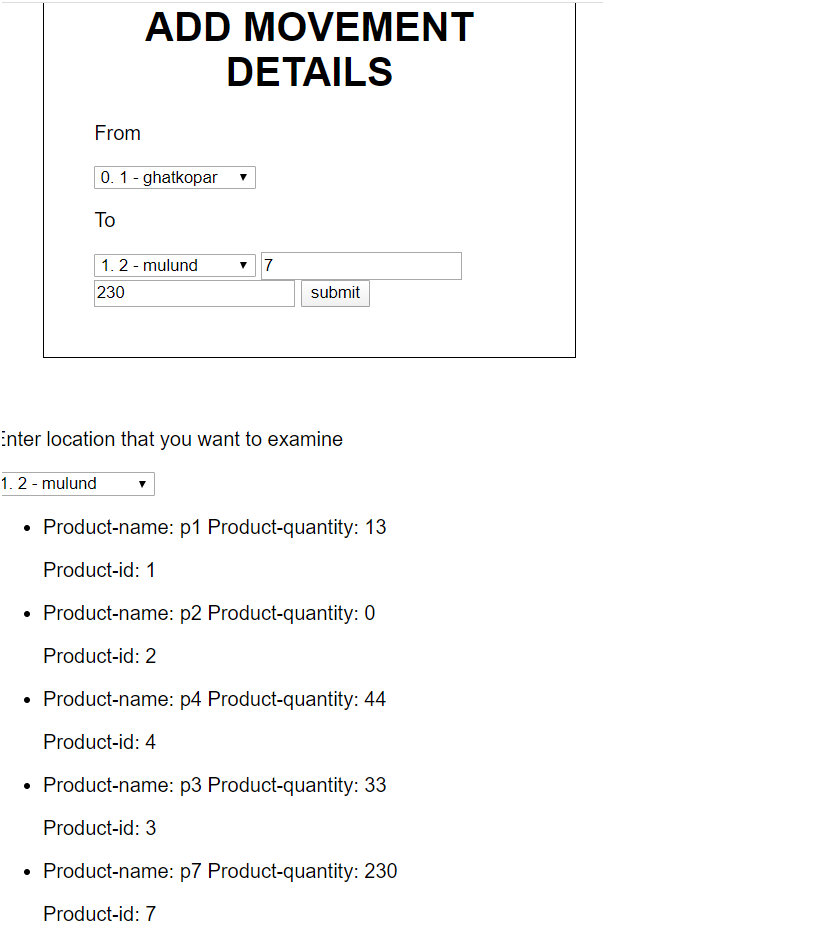 ADD MOVEMENT
DETAILS
From
0. 1 - ghatkopar
To
1. 2 - mulund 7
230 submit
Enter location that you want to examine
1. 2 - mulund
Product-name: p1 Product-quantity: 13
Product-id: 1
Product-name: p2 Product-quantity: 0
Product-id: 2
Product-name: p4 Product-quantity: 44
Product-id: 4
Product-name: p3 Product-quantity: 33
Product-id: 3
Product-name: p7 Product-quantity: 230
Product-id: 7